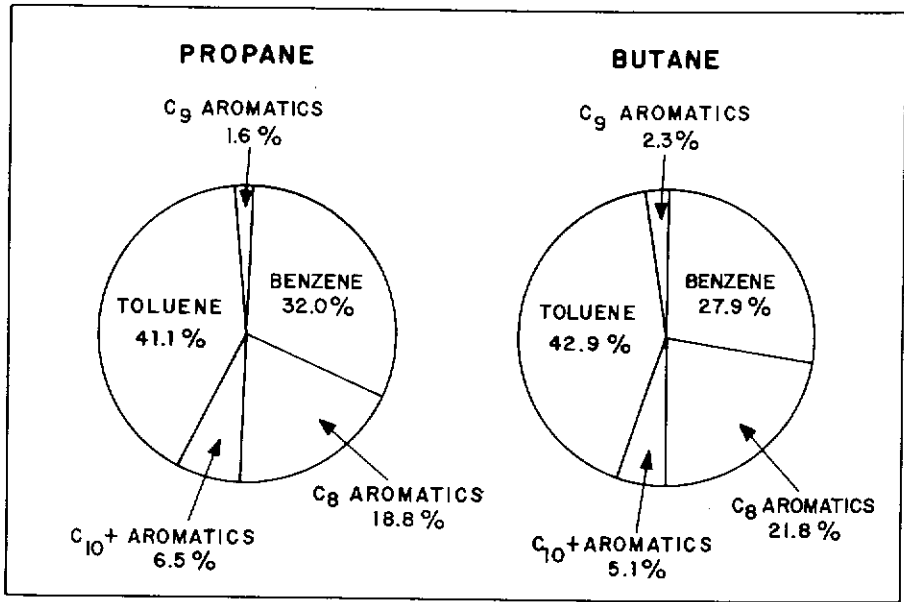 PROPANE
C9 AROMATICS
1.6%
BENZENE
32.0%
TOLUENE
41.1%
C8 AROMATICS
18.8%
C10+ AROMATICS
6.5%
BUTANE
C9 AROMATICS
2.3%
BENZENE
27.9%
TOLUENE
42.9%
C8 AROMATICS
21.8%
C10+ AROMATICS
5.1%